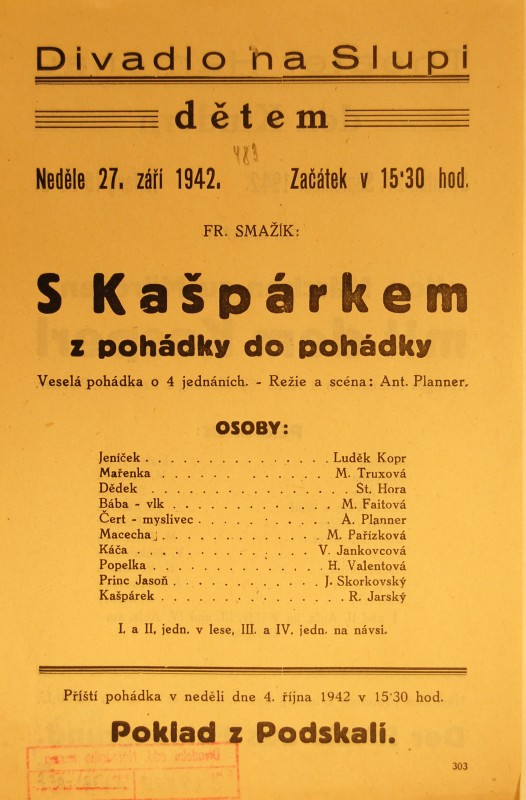 Divadlo na Slupi
dětem
483
Neděle 27. září 1942. Začátek v 15·30 hod.
FR. SMAŽÍK:
S Kašpárkem
z pohádky do pohádky
Veselá pohádka o 4 jednáních. - Režie a scéna: Ant. Planner.
OSOBY:
Jeníček . . . . . . . . . . . . . Luděk Kopr
Mařenka . . . . . . . . . . . . . M. Truxová
Dědek . . . . . . . . . . . . . St. Hora
Bába - vlk . . . . . . . . . . . . M. Faitová
Čert - myslivec . . . . . . . . . . A. Planner
Macecha . . . . . . . . . . . . M. Pařízková
Káča . . . . . . . . . . . . . V. Jankovcová
Popelka . . . . . . . . . . . . H. Valentová
Princ Jasoň . . . . . . . . . . . J. Skorkovský
Kašpárek . . . . . . . . . . . . . R. Jarský
I. a II, jedn. v lese, III. a IV. jedn. na návsi.
Příští pohádka v neděli dne 4. října 1942 v 15·30 hod.
Poklad z Podskalí.
303